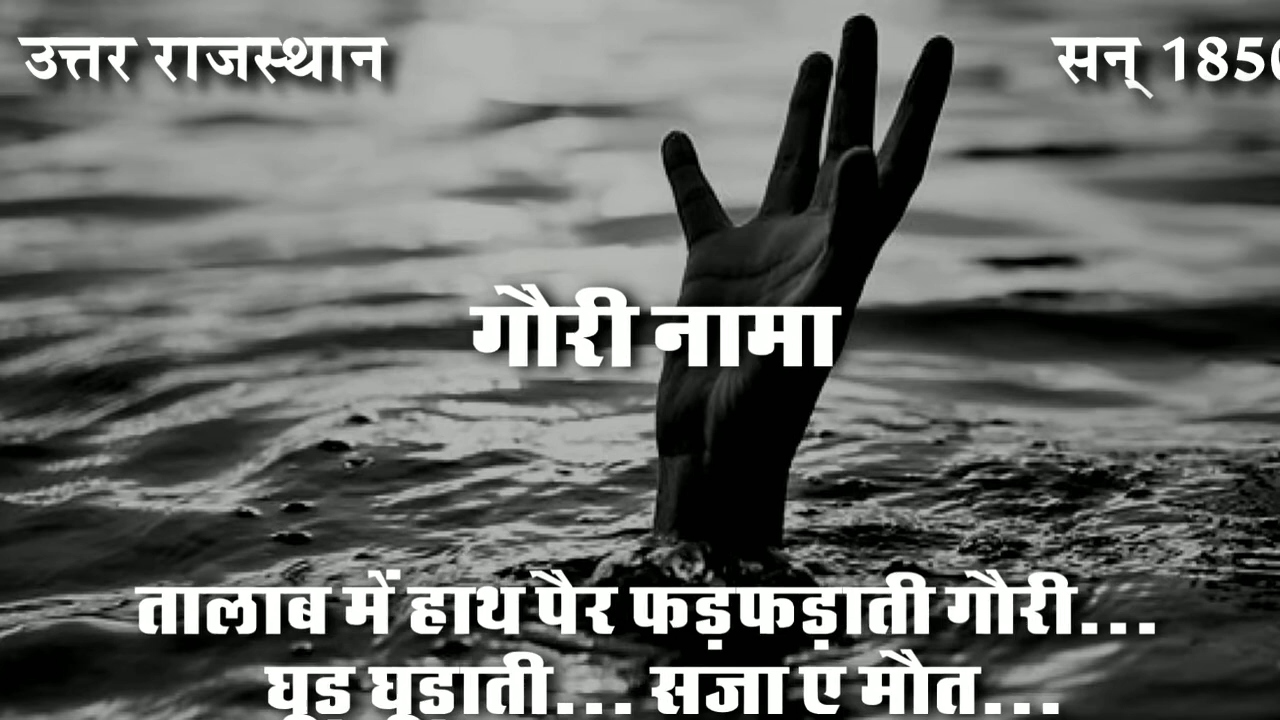 उत्तर राजस्थान
सन् 1850
गौरी नामा
तालाब में हाथ पैर फड़फड़ाती गौरी...
घूड घूडाती... सजा ए मौत...